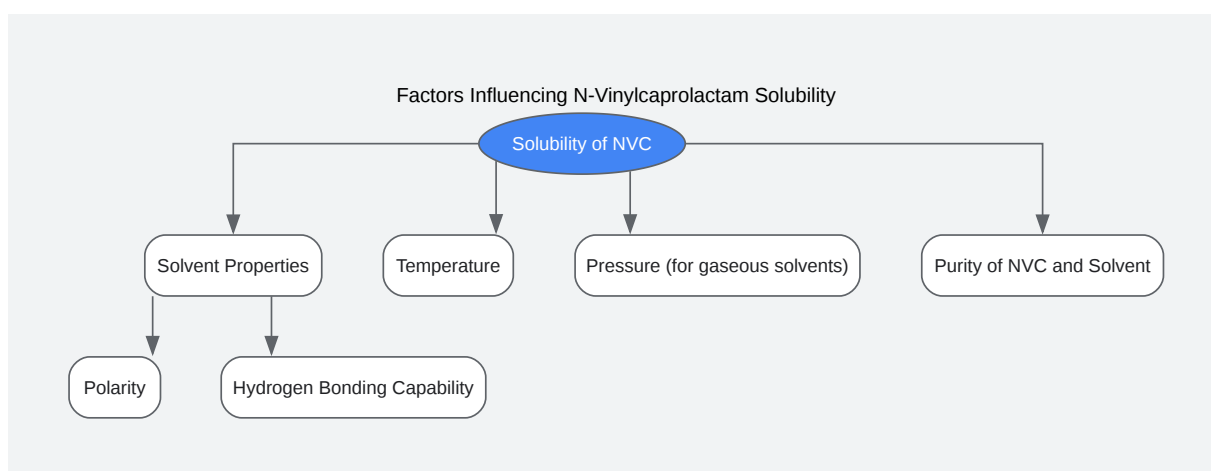 Factors Influencing N-Vinylcaprolactam Solubility
Solubility of NVC
Solvent Properties
Temperature
Pressure (for gaseous solvents)
Purity of NVC and Solvent
Polarity
Hydrogen Bonding Capability